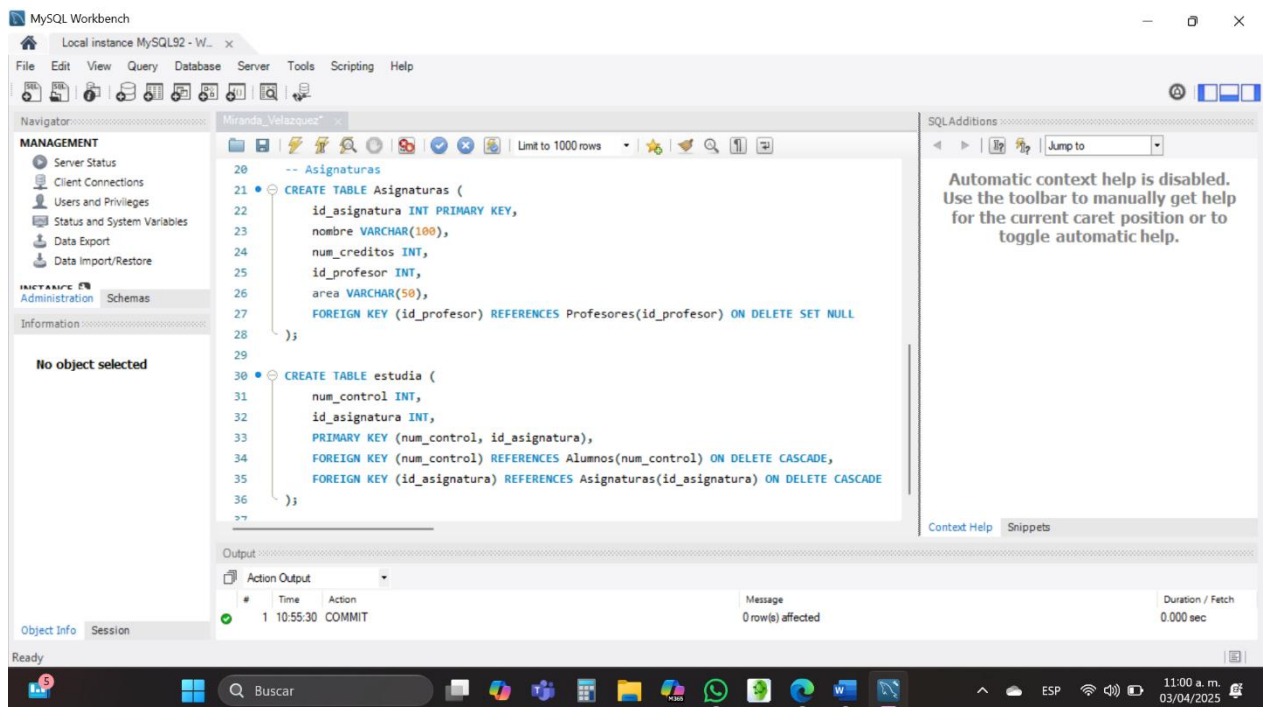 MySQL Workbench
Local instance MySQL92 - W...
File Edit View Query Database Server Tools Scripting Help
Navigator
MANAGEMENT
Server Status
Client Connections
Users and Privileges
Status and System Variables
Data Export
Data Import/Restore
INSTANCE
Administration Schemas
Information
No object selected
Object Info Session
Miranda_Velazquez*
Limit to 1000 rows
20 -- Asignaturas
21 CREATE TABLE Asignaturas (
22 id_asignatura INT PRIMARY KEY,
23 nombre VARCHAR(100),
24 num_creditos INT,
25 id_profesor INT,
26 area VARCHAR(50),
27 FOREIGN KEY (id_profesor) REFERENCES Profesores(id_profesor) ON DELETE SET NULL
28 );
29
30 CREATE TABLE estudia (
31 num_control INT,
32 id_asignatura INT,
33 PRIMARY KEY (num_control, id_asignatura),
34 FOREIGN KEY (num_control) REFERENCES Alumnos(num_control) ON DELETE CASCADE,
35 FOREIGN KEY (id_asignatura) REFERENCES Asignaturas(id_asignatura) ON DELETE CASCADE
36 );
37
SQLAdditions
Jump to
Automatic context help is disabled.
Use the toolbar to manually get help
for the current caret position or to
toggle automatic help.
Context Help Snippets
Output
Action Output
# Time Action Message Duration / Fetch
1 10:55:30 COMMIT 0 row(s) affected 0.000 sec
Ready
5 Buscar M365 ESP 11:00 a. m.
03/04/2025